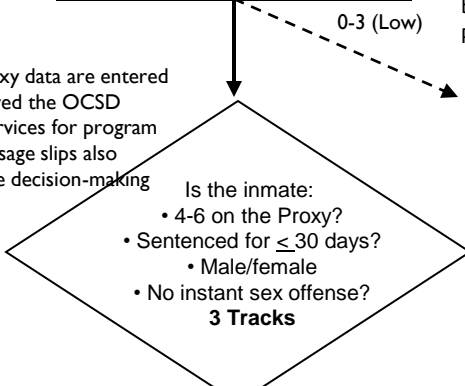 0-3 (Low)
xy data are entered
ed the OCSD
rvices for program
sage slips also
e decision-making
Is the inmate:
• 4-6 on the Proxy?
• Sentenced for < 30 days?
• Male/female
• No instant sex offense?
3 Tracks